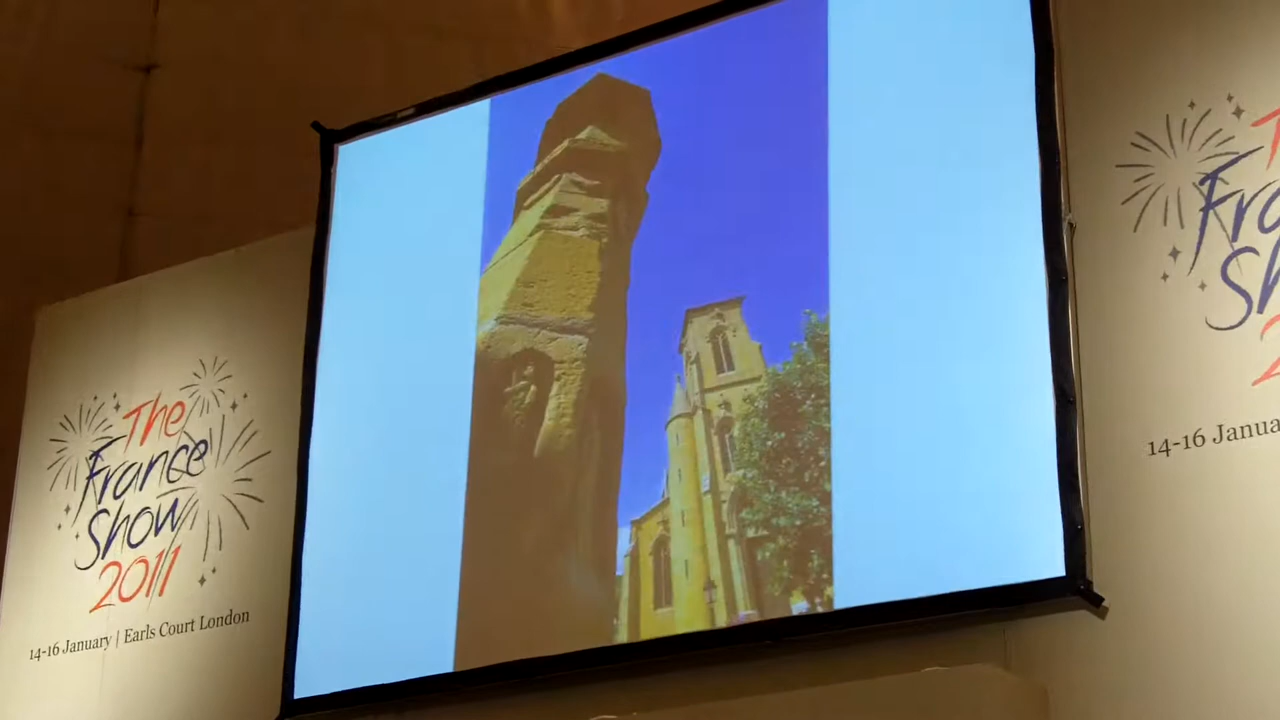 The
France
Show
2011
14-16 January | Earls Court London
14-16 Janua